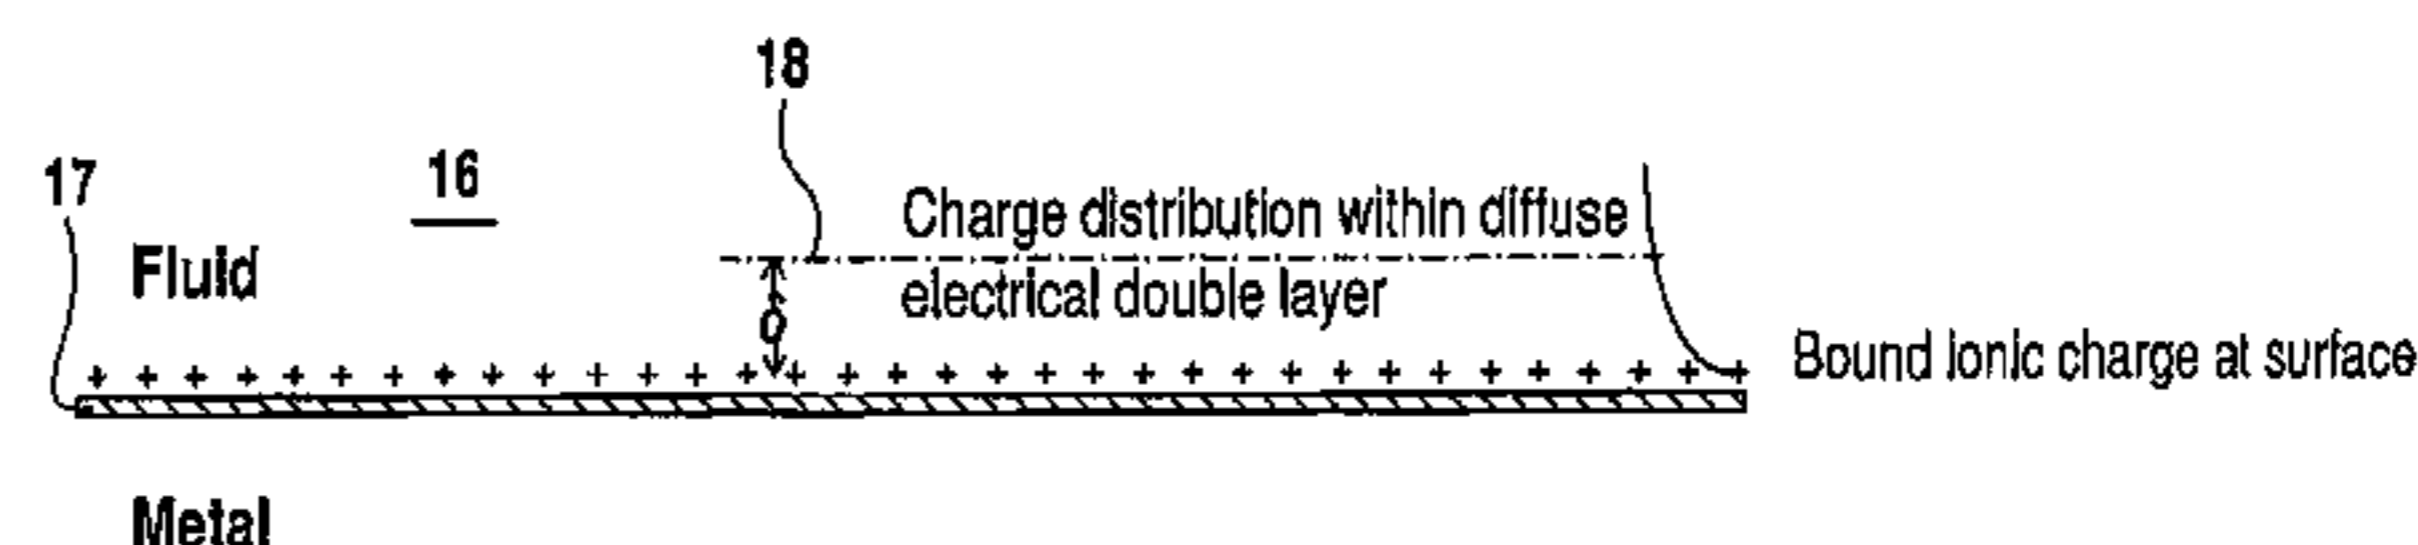 18
17
16
Charge distribution within diffuse
Fluid
electrical double layer
δ
+ + + + + + + + + + + + + + + + + + + + + + + + + + + + + + + + + +
Bound ionic charge at surface
Metal